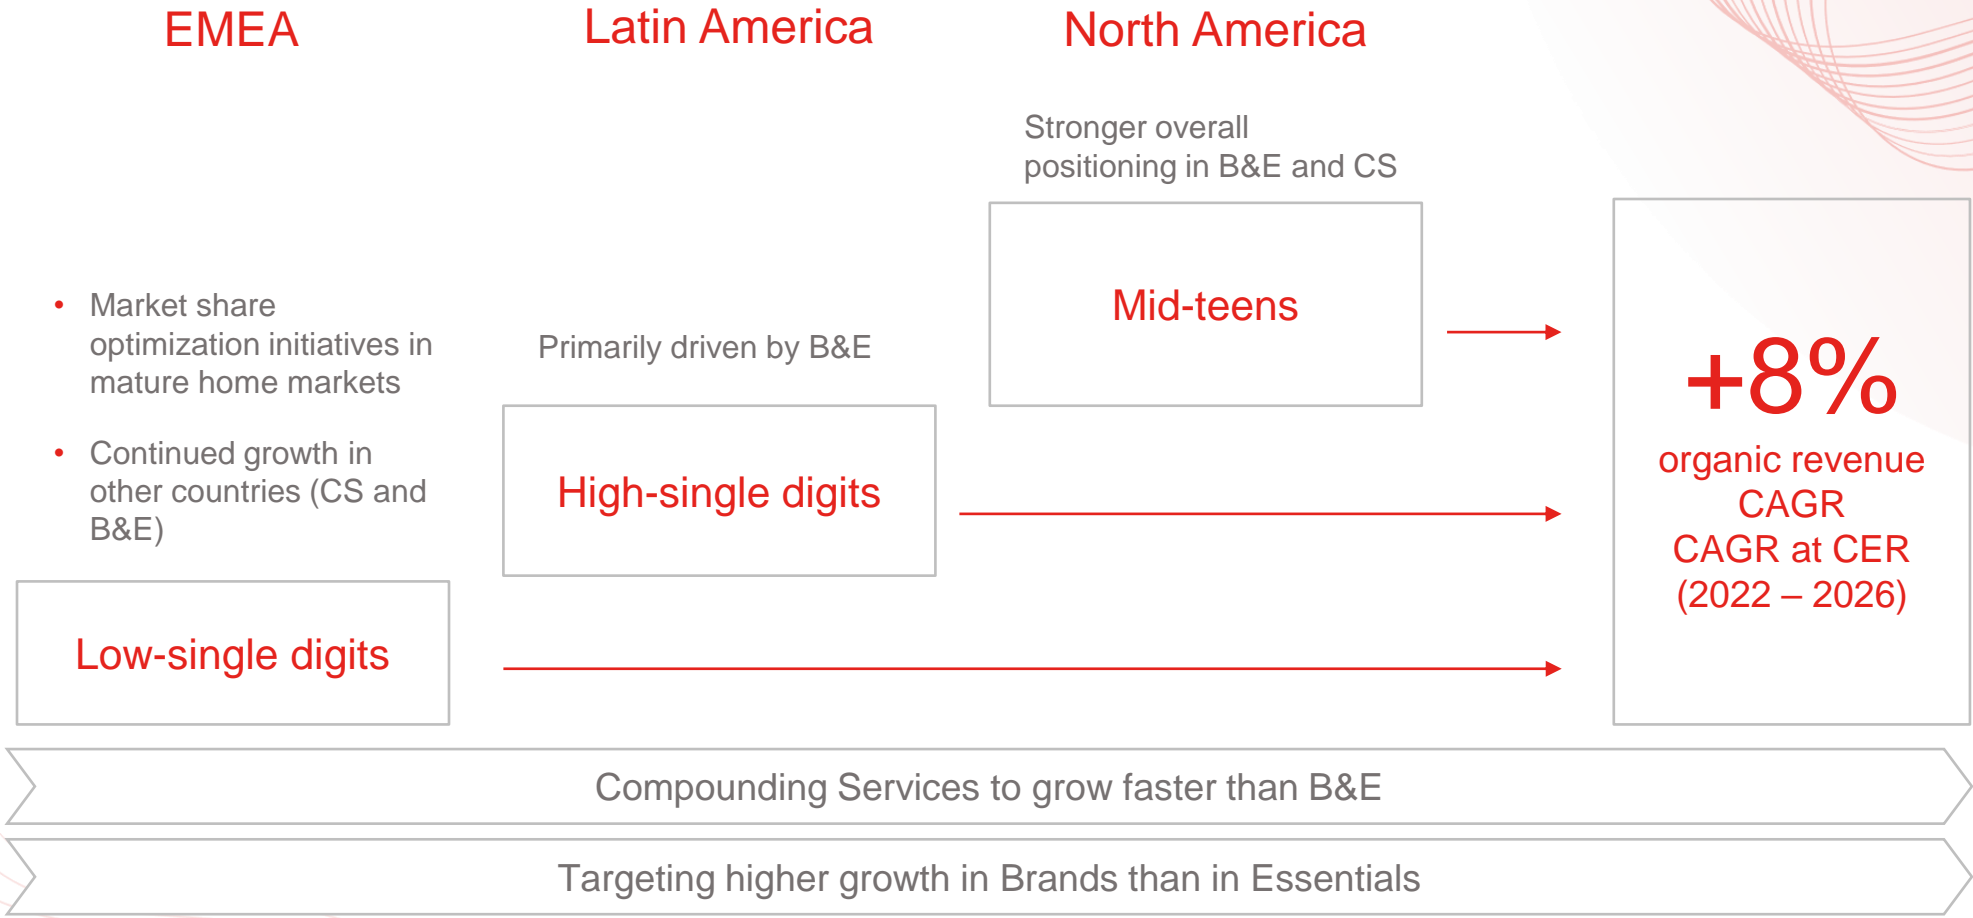 EMEA
Latin America
North America
Stronger overall
positioning in B&E and CS
Mid-teens
• Market share
optimization initiatives in
mature home markets
• Continued growth in
other countries (CS and
B&E)
Primarily driven by B&E
High-single digits
Low-single digits
+8%
organic revenue
CAGR
CAGR at CER
(2022 – 2026)
Compounding Services to grow faster than B&E
Targeting higher growth in Brands than in Essentials